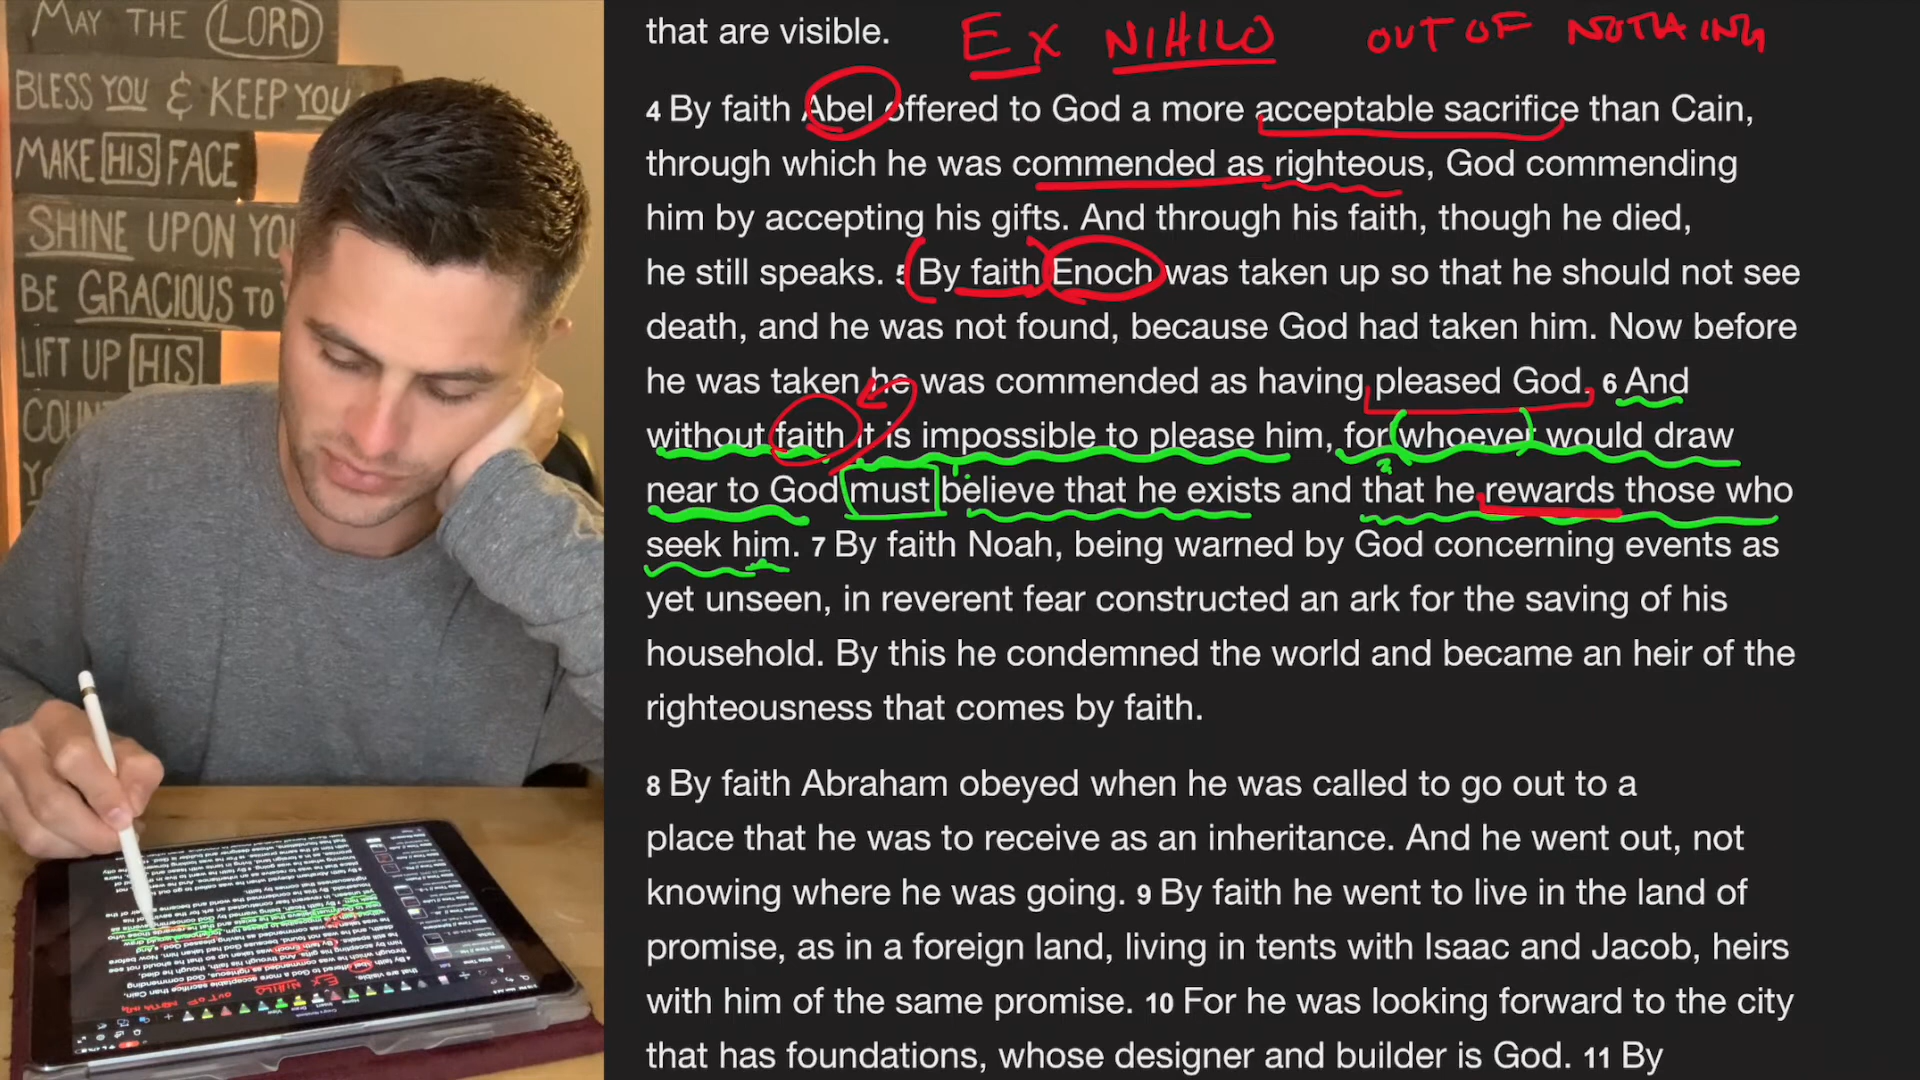 MAY THE LORD
BLESS YOU & KEEP YOU
MAKE HIS FACE
SHINE UPON YOU
BE GRACIOUS TO
LIFT UP HIS
that are visible. EX NIHILO OUT OF NOTHING
4 By faith Abel offered to God a more acceptable sacrifice than Cain,
through which he was commended as righteous, God commending
him by accepting his gifts. And through his faith, though he died,
he still speaks. 5 By faith Enoch was taken up so that he should not see
death, and he was not found, because God had taken him. Now before
he was taken he was commended as having pleased God. 6 And
without faith it is impossible to please him, for whoever would draw
near to God must believe that he exists and that he rewards those who
seek him. 7 By faith Noah, being warned by God concerning events as
yet unseen, in reverent fear constructed an ark for the saving of his
household. By this he condemned the world and became an heir of the
righteousness that comes by faith.
8 By faith Abraham obeyed when he was called to go out to a
place that he was to receive as an inheritance. And he went out, not
knowing where he was going. 9 By faith he went to live in the land of
promise, as in a foreign land, living in tents with Isaac and Jacob, heirs
with him of the same promise. 10 For he was looking forward to the city
that has foundations, whose designer and builder is God. 11 By